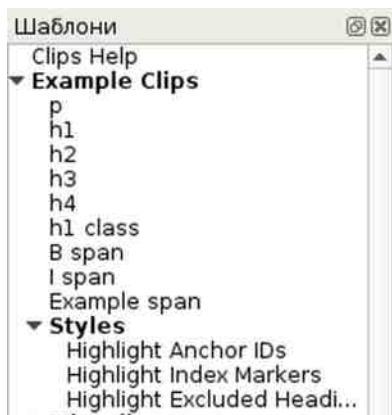 Шаблони
Clips Help
Example Clips
p
h1
h2
h3
h4
h1 class
B span
I span
Example span
Styles
Highlight Anchor IDs
Highlight Index Markers
Highlight Excluded Headi...